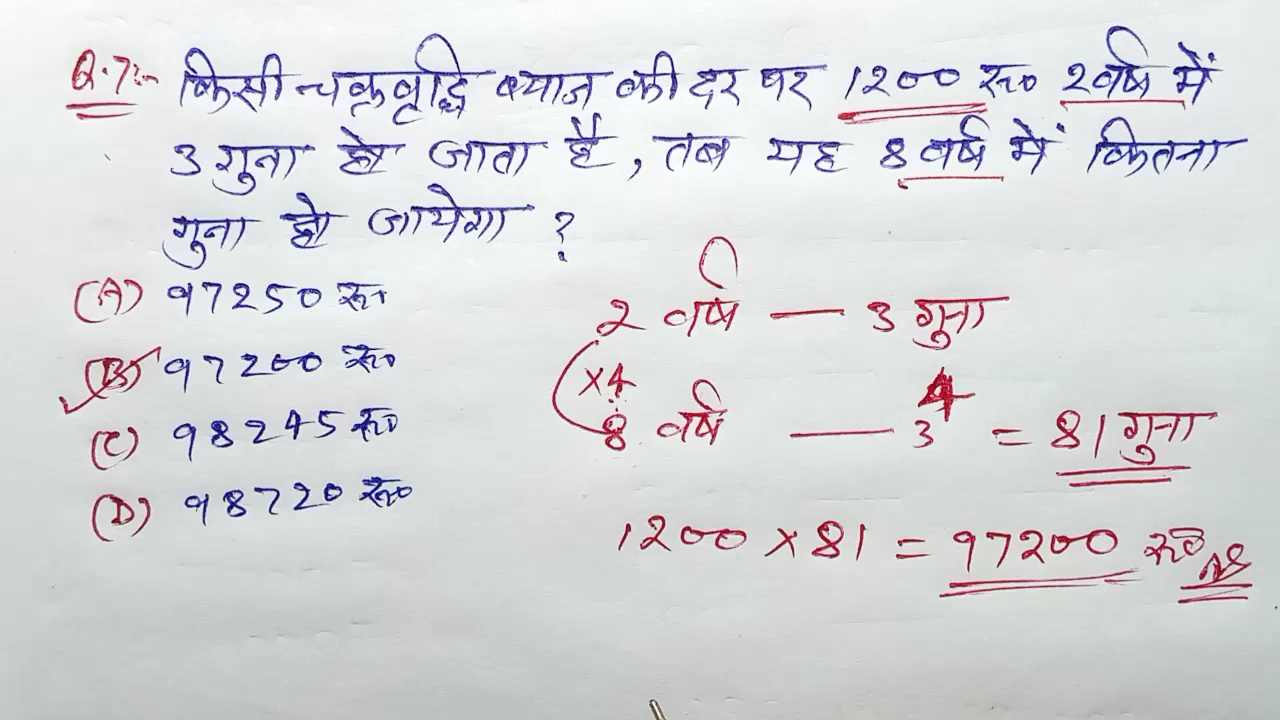 Q.7:- किसी चक्रवृद्धि ब्याज की दर पर 1200 रू० 2 वर्ष में
3 गुना हो जाता है, तब यह 8 वर्ष में कितना
गुना हो जायेगा ?
(A) 97250 रू०
(B) 97200 रू०
(C) 98245 रू०
(D) 98720 रू०
2 वर्ष — 3 गुना
×4
8 वर्ष — 3⁴ = 81 गुना
1200 × 81 = 97200 रू० Ans